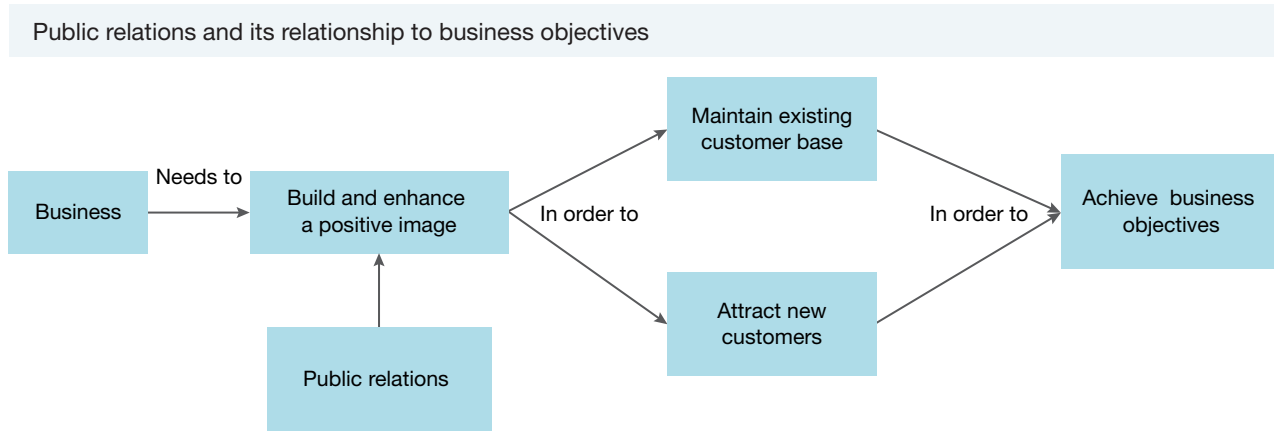 Public relations and its relationship to business objectives
Business
Needs to
Build and enhance
a positive image
Public relations
In order to
Maintain existing
customer base
Attract new
customers
In order to
Achieve business
objectives